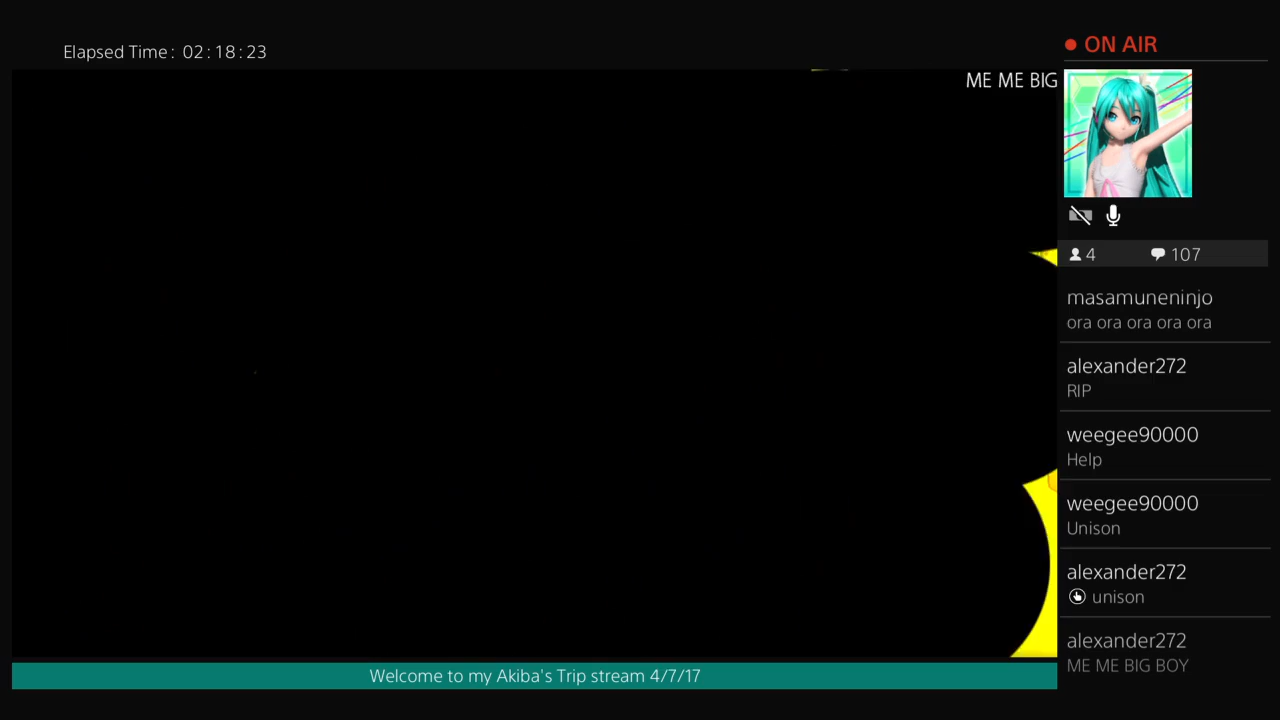 Elapsed Time: 02:18:23
ON AIR
ME ME BIG
4 107
masamuneninjo
ora ora ora ora ora
alexander272
RIP
weegee90000
Help
weegee90000
Unison
alexander272
unison
alexander272
ME ME BIG BOY
Welcome to my Akiba's Trip stream 4/7/17